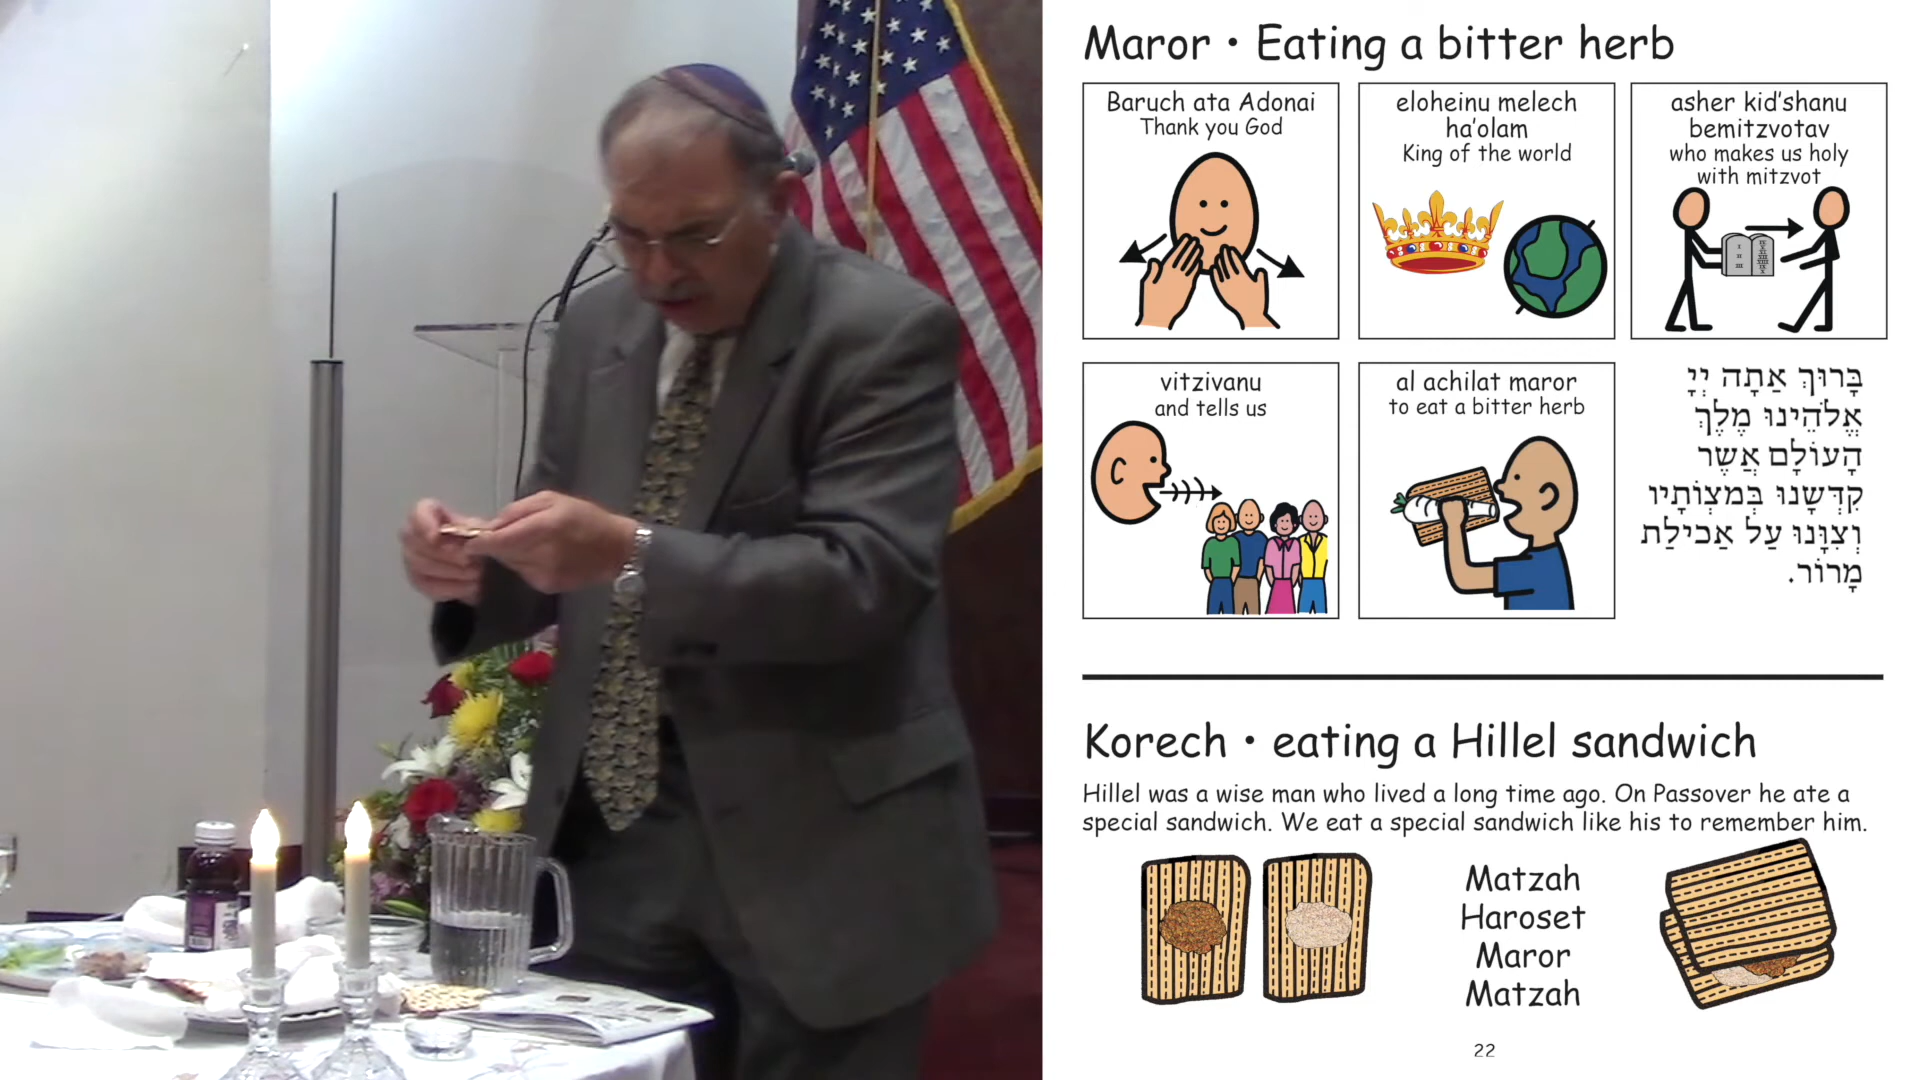 Maror • Eating a bitter herb
Baruch ata Adonai
Thank you God
eloheinu melech
ha'olam
King of the world
asher kid'shanu
bemitzvotav
who makes us holy
with mitzvot
vitzivanu
and tells us
al achilat maror
to eat a bitter herb
בָּרוּךְ אַתָּה יְיָ
אֱלֹהֵינוּ מֶלֶךְ
הָעוֹלָם אֲשֶׁר
קִדְּשָׁנוּ בְּמִצְוֹתָיו
וְצִוָּנוּ עַל אַכִילַת
מָרוֹר.
Korech • eating a Hillel sandwich
Hillel was a wise man who lived a long time ago. On Passover he ate a
special sandwich. We eat a special sandwich like his to remember him.
Matzah
Haroset
Maror
Matzah
22